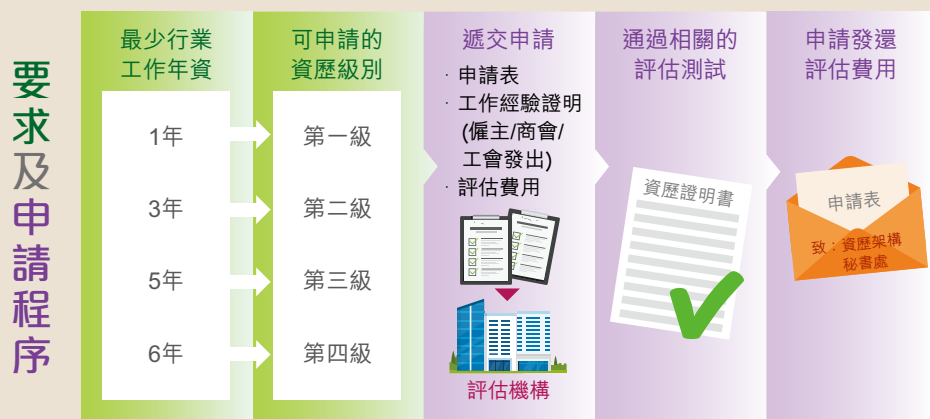 要求及申請程序
最少行業
工作年資
1年
3年
5年
6年
可申請的
資歷級別
第一級
第二級
第三級
第四級
遞交申請
· 申請表
· 工作經驗證明
(僱主/商會/
工會發出)
· 評估費用
評估機構
通過相關的
評估測試
資歷證明書
申請發還
評估費用
申請表
致：資歷架構
秘書處